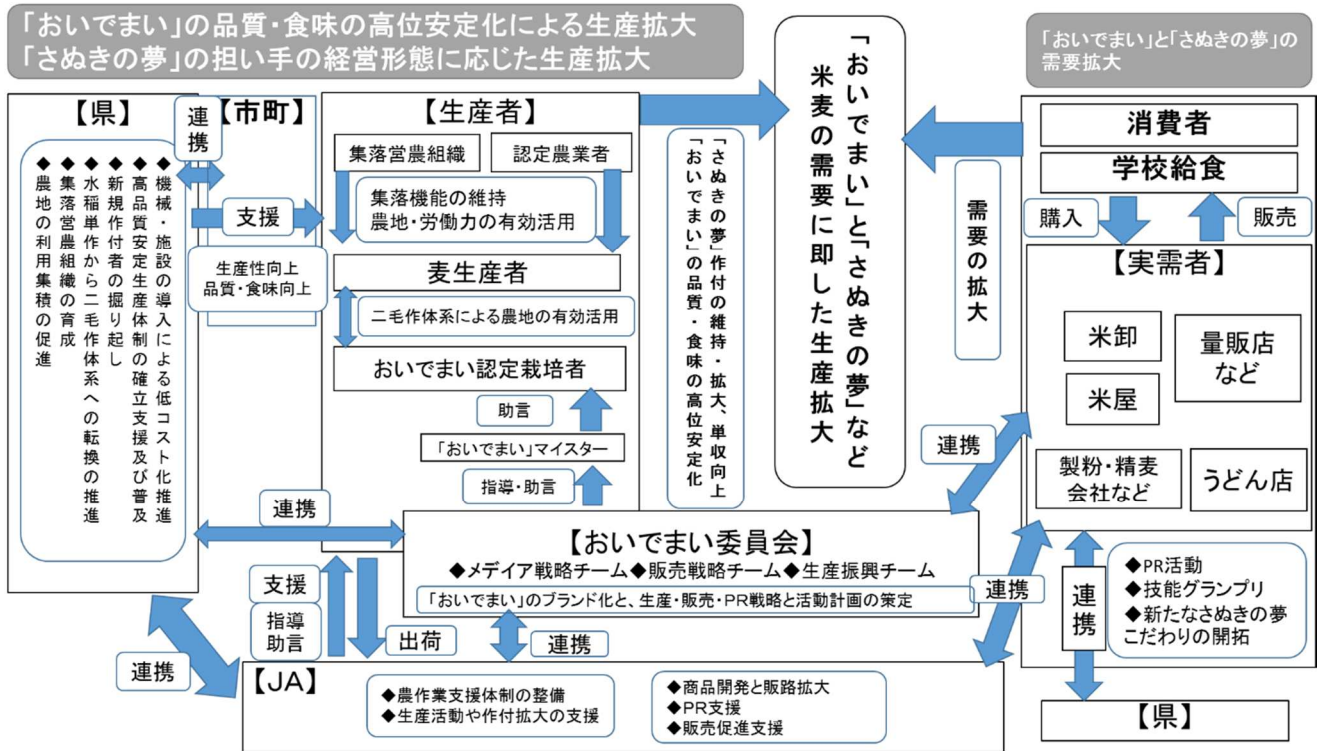 「おいでまい」の品質・食味の高位安定化による生産拡大
「さぬきの夢」の担い手の経営形態に応じた生産拡大
「おいでまい」と「さぬきの夢」の
需要拡大
【県】
連携
【市町】
◆機械・施設の導入による低コスト化推進
◆高品質安定生産体制の確立支援及び普及
◆新規作付者の掘り起し
◆水稲単作から二毛作体系への転換の推進
◆集落営農組織の育成
◆農地の利用集積の促進
支援
生産性向上
品質・食味向上
【生産者】
集落営農組織
認定農業者
集落機能の維持
農地・労働力の有効活用
麦生産者
二毛作体系による農地の有効活用
おいでまい認定栽培者
助言
「おいでまい」マイスター
指導・助言
「さぬきの夢」作付の維持・拡大、単収向上
「おいでまい」の品質・食味の高位安定化
「おいでまい」と「さぬきの夢」など
米麦の需要に即した生産拡大
需要の拡大
消費者
学校給食
購入
販売
【実需者】
米卸
米屋
量販店
など
製粉・精麦
会社など
うどん店
連携
連携
【おいでまい委員会】
◆メデイア戦略チーム◆販売戦略チーム◆生産振興チーム
「おいでまい」のブランド化と、生産・販売・PR戦略と活動計画の策定
連携
連携
◆PR活動
◆技能グランプリ
◆新たなさぬきの夢
こだわりの開拓
支援
指導
助言
出荷
連携
連携
【JA】
◆農作業支援体制の整備
◆生産活動や作付拡大の支援
◆商品開発と販路拡大
◆PR支援
◆販売促進支援
【県】